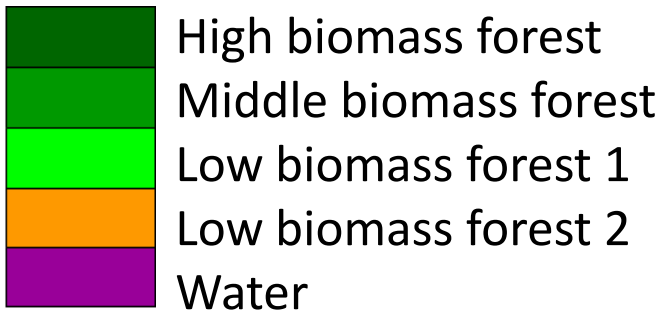 High biomass forest
Middle biomass forest
Low biomass forest 1
Low biomass forest 2
Water